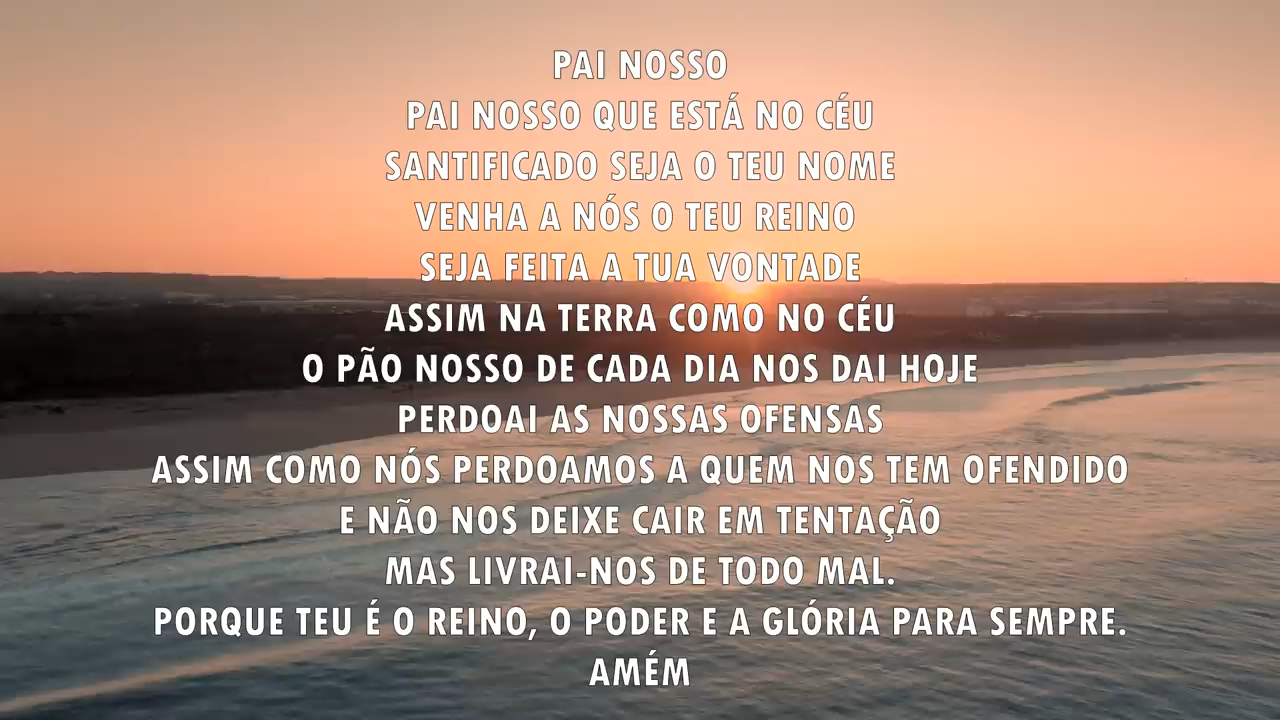 PAI NOSSO
PAI NOSSO QUE ESTÁ NO CÉU
SANTIFICADO SEJA O TEU NOME
VENHA A NÓS O TEU REINO
SEJA FEITA A TUA VONTADE
ASSIM NA TERRA COMO NO CÉU
O PÃO NOSSO DE CADA DIA NOS DAI HOJE
PERDOAI AS NOSSAS OFENSAS
ASSIM COMO NÓS PERDOAMOS A QUEM NOS TEM OFENDIDO
E NÃO NOS DEIXE CAIR EM TENTAÇÃO
MAS LIVRAI-NOS DE TODO MAL.
PORQUE TEU É O REINO, O PODER E A GLÓRIA PARA SEMPRE.
AMÉM